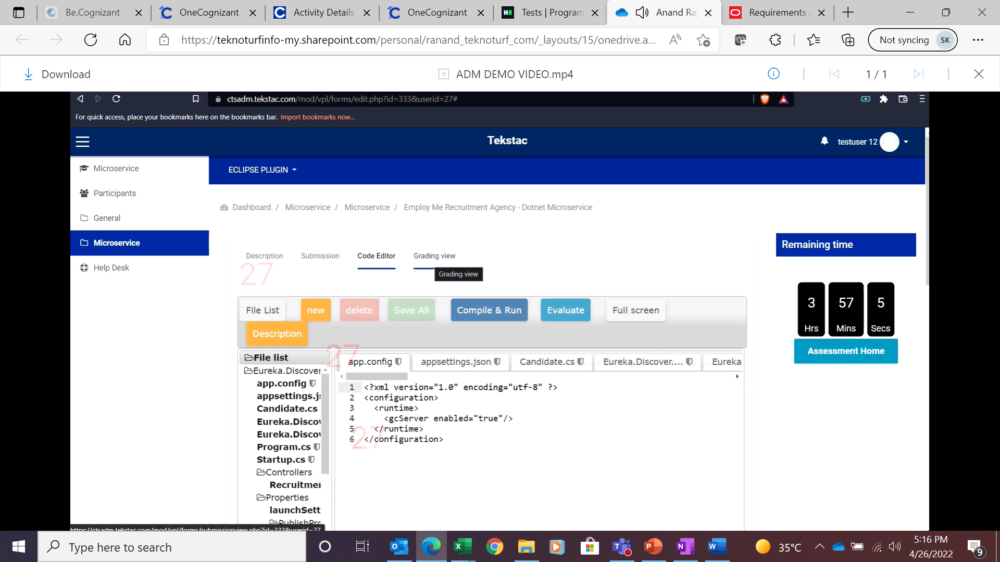 Be.Cognizant
OneCognizant
Activity Details
OneCognizant
Tests | Program
Anand Raj
Requirements
https://teknoturfinfo-my.sharepoint.com/personal/ranand_teknoturf_com/_layouts/15/onedrive.a...
Not syncing
SK
Download
ADM DEMO VIDEO.mp4
1 / 1
ctsadm.tekstac.com/mod/vpl/forms/edit.php?id=333&userid=27#
For quick access, place your bookmarks here on the bookmarks bar. Import bookmarks now...
Tekstac
testuser 12
Microservice
Participants
General
Microservice
Help Desk
ECLIPSE PLUGIN
Dashboard / Microservice / Microservice / Employ Me Recruitment Agency - Dotnet Microservice
Description
Submission
Code Editor
Grading view
Grading view
27
File List
new
delete
Save All
Compile & Run
Evaluate
Full screen
Description
27
File list
Eureka.Discover
app.config
appsettings.js
Candidate.cs
Eureka.Discov
Eureka.Discov
Program.cs
Startup.cs
Controllers
Recruitmen
Properties
launchSett
PublishPro
app.config
appsettings.json
Candidate.cs
Eureka.Discover....
Eureka
1 <?xml version="1.0" encoding="utf-8" ?>
2 <configuration>
3 <runtime>
4 <gcServer enabled="true"/>
5 </runtime>
6 </configuration>
27
Remaining time
3 57 5
Hrs Mins Secs
Assessment Home
https://ctsadm.tekstac.com/mod/vpl/forms/submissionview.php?id=333&userid=27
Type here to search
35°C
5:16 PM
4/26/2022
9